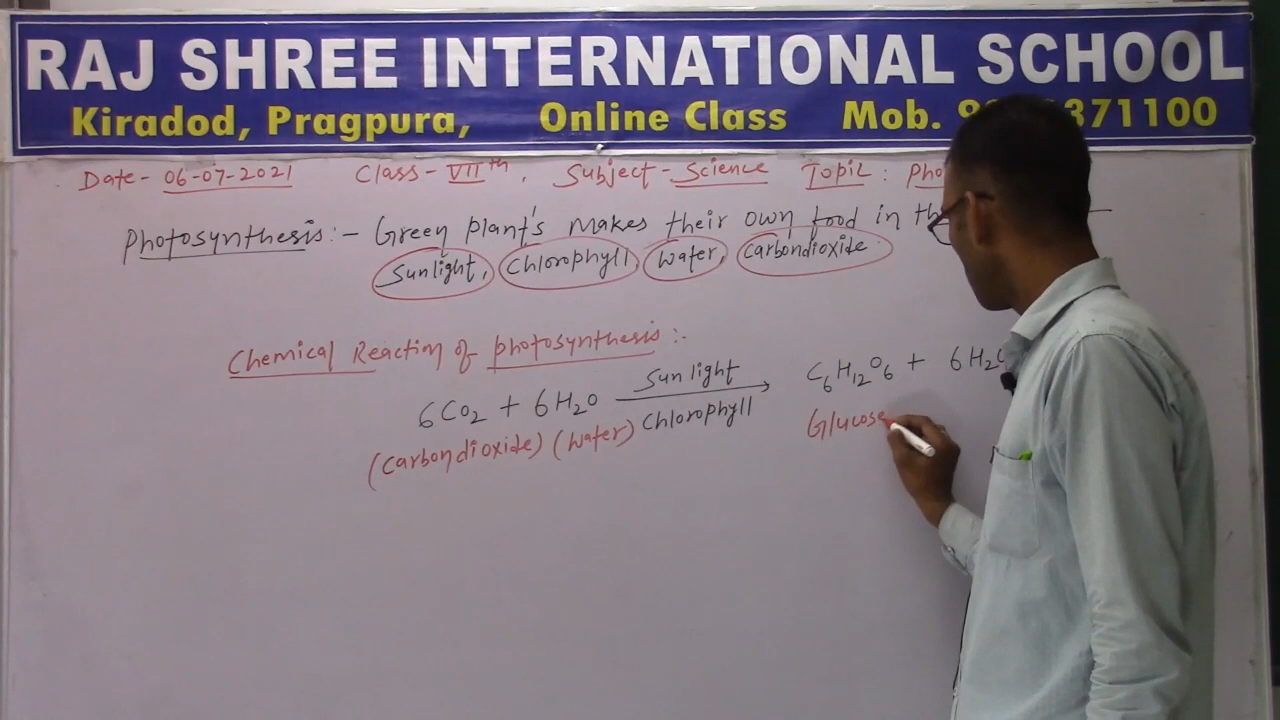 RAJ SHREE INTERNATIONAL SCHOOL
Kiradod, Pragpura, Online Class Mob. 371100
Date- 06-07-2021 Class- VIIth, Subject- Science Topic:
Photosynthesis:- Green plant's makes their own food in
Sunlight, Chlorophyll, Water, Carbondioxide.
Chemical Reaction of photosynthesis:-
6CO2 + 6H2O Sunlight Chlorophyll C6H12O6 + 6H2O
(Carbondioxide) (Water) Glucose